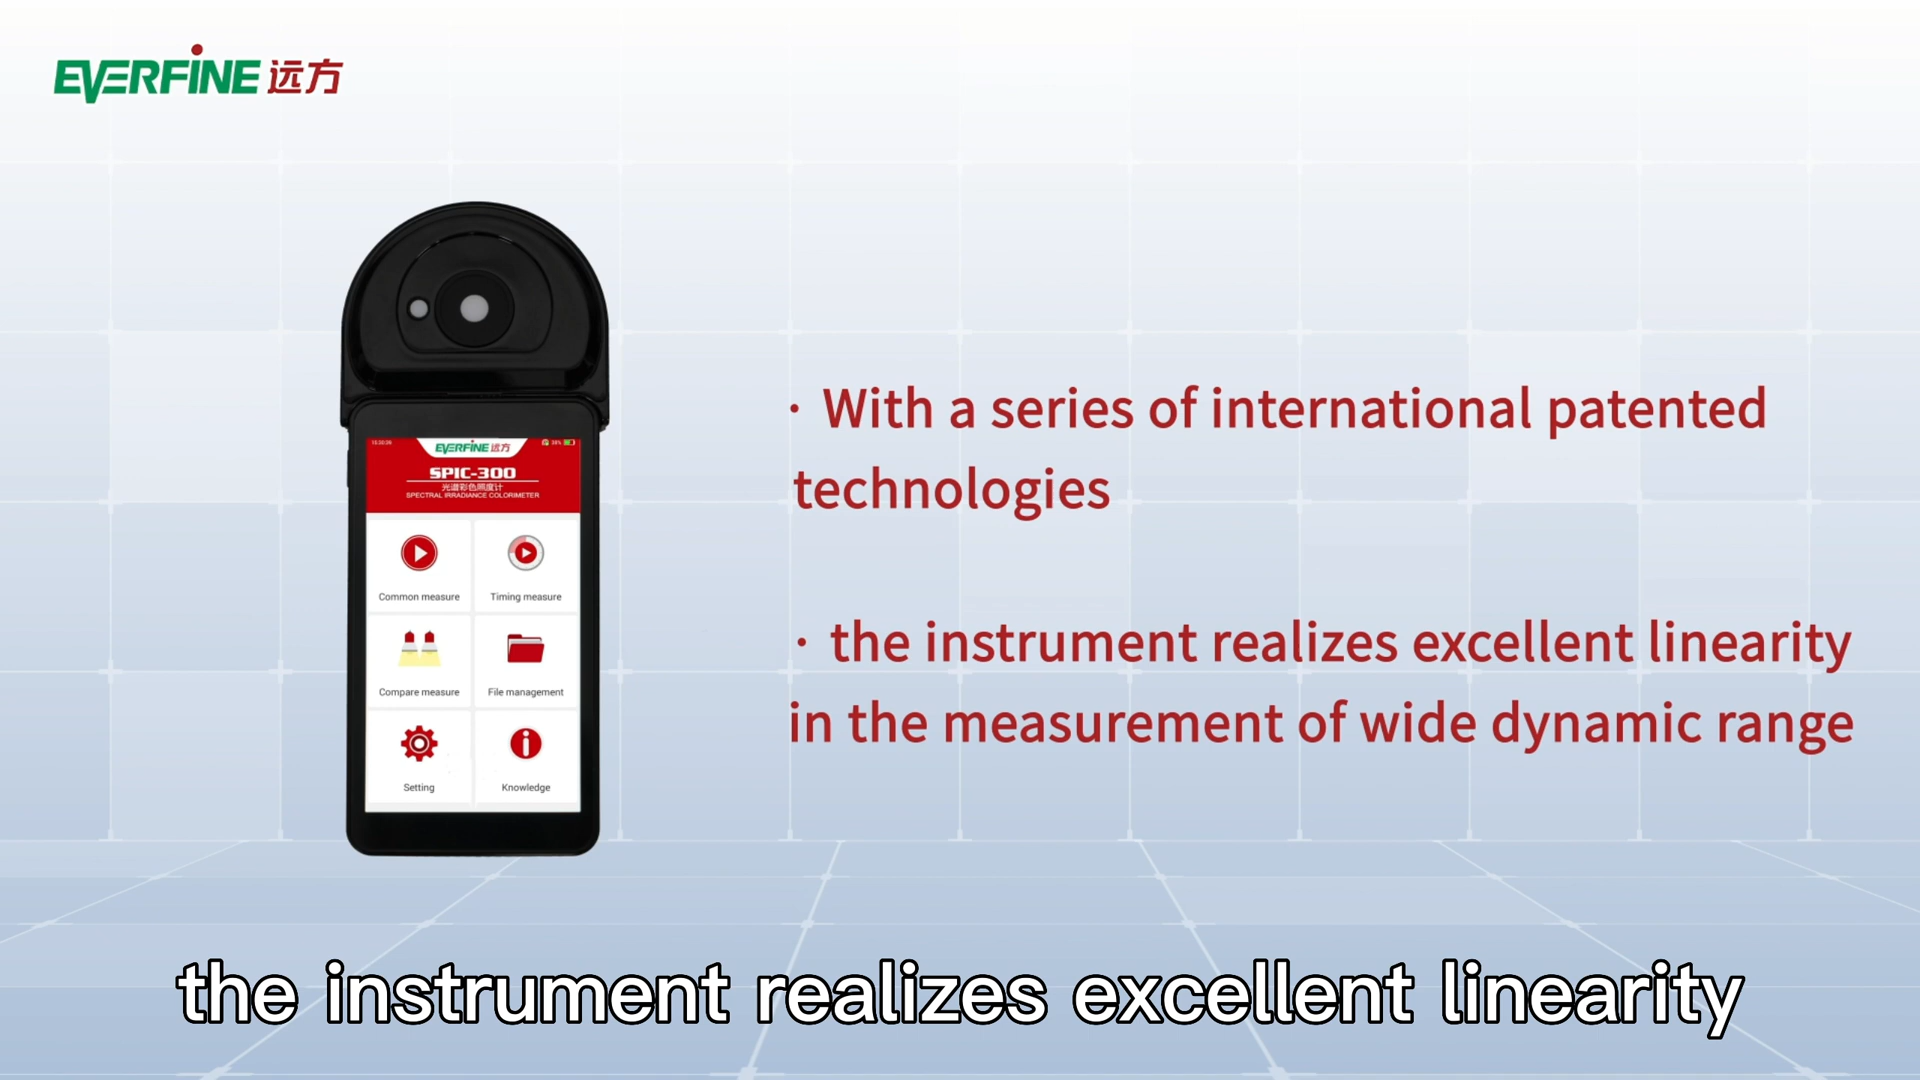 EVERFINE 远方
· With a series of international patented
technologies
· the instrument realizes excellent linearity
in the measurement of wide dynamic range
EVERFINE 远方
38%
SPIC-300
光谱彩色照度计
SPECTRAL IRRADIANCE COLORIMETER
Common measure
Timing measure
Compare measure
File management
Setting
Knowledge
the instrument realizes excellent linearity